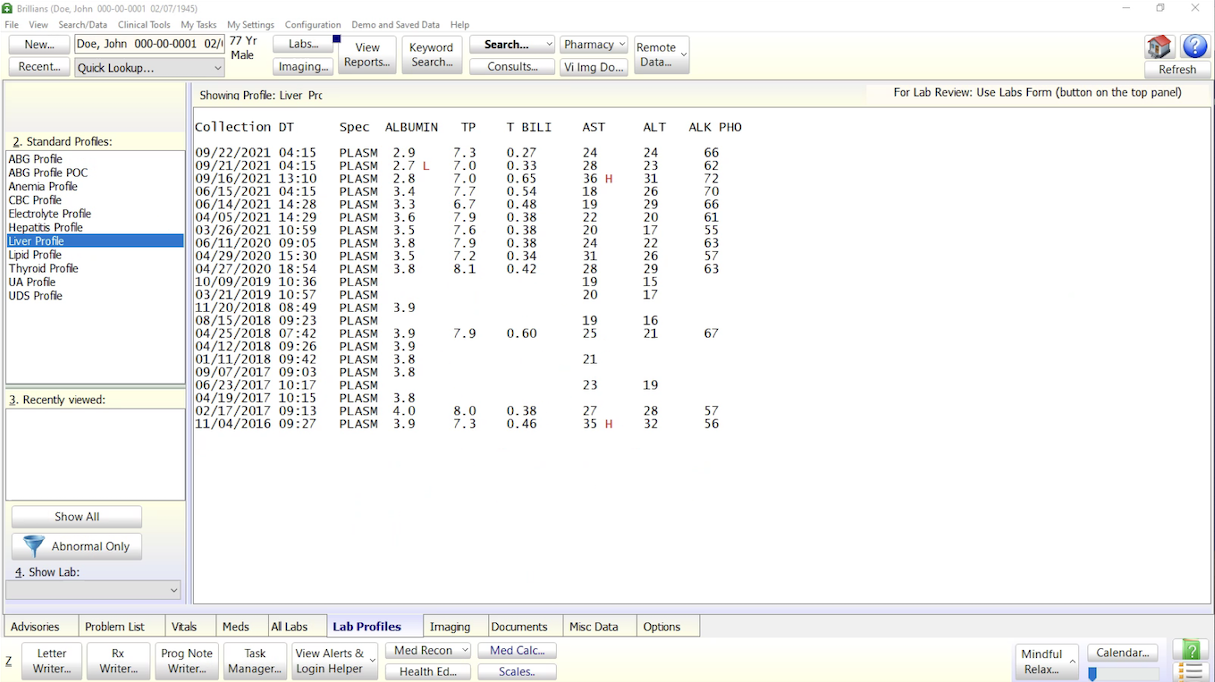 Brillians (Doe, John 000-00-0001 02/07/1945)
File View Search/Data Clinical Tools My Tasks My Settings Configuration Demo and Saved Data Help
New... Doe, John 000-00-0001 02/ 77 Yr Male Labs... View Reports... Keyword Search... Search... Pharmacy Remote Data...
Recent... Quick Lookup... Imaging... Consults... Vi Img Do... Refresh
Showing Profile: Liver Prc For Lab Review: Use Labs Form (button on the top panel)
2. Standard Profiles:
ABG Profile
ABG Profile POC
Anemia Profile
CBC Profile
Electrolyte Profile
Hepatitis Profile
Liver Profile
Lipid Profile
Thyroid Profile
UA Profile
UDS Profile
3. Recently viewed:
Show All
Abnormal Only
4. Show Lab:
Collection DT Spec ALBUMIN TP T BILI AST ALT ALK PHO
09/22/2021 04:15 PLASM 2.9 7.3 0.27 24 24 66
09/21/2021 04:15 PLASM 2.7 L 7.0 0.33 28 23 62
09/16/2021 13:10 PLASM 2.8 7.0 0.65 36 H 31 72
06/15/2021 04:15 PLASM 3.4 7.7 0.54 18 26 70
06/14/2021 14:28 PLASM 3.3 6.7 0.48 19 29 66
04/05/2021 14:29 PLASM 3.6 7.9 0.38 22 20 61
03/26/2021 10:59 PLASM 3.5 7.6 0.38 20 17 55
06/11/2020 09:05 PLASM 3.8 7.9 0.38 24 22 63
04/29/2020 15:30 PLASM 3.5 7.2 0.34 31 26 57
04/27/2020 18:54 PLASM 3.8 8.1 0.42 28 29 63
10/09/2019 10:36 PLASM 19 15
03/21/2019 10:57 PLASM 20 17
11/20/2018 08:49 PLASM 3.9
08/15/2018 09:23 PLASM 19 16
04/25/2018 07:42 PLASM 3.9 7.9 0.60 25 21 67
04/12/2018 09:26 PLASM 3.9
01/11/2018 09:42 PLASM 3.8 21
09/07/2017 09:03 PLASM 3.8
06/23/2017 10:17 PLASM 23 19
04/19/2017 10:15 PLASM 3.8
02/17/2017 09:13 PLASM 4.0 8.0 0.38 27 28 57
11/04/2016 09:27 PLASM 3.9 7.3 0.46 35 H 32 56
Advisories Problem List Vitals Meds All Labs Lab Profiles Imaging Documents Misc Data Options
Z Letter Writer... Rx Writer... Prog Note Writer... Task Manager... View Alerts & Login Helper Med Recon Med Calc... Mindful Relax... Calendar...
Health Ed... Scales..